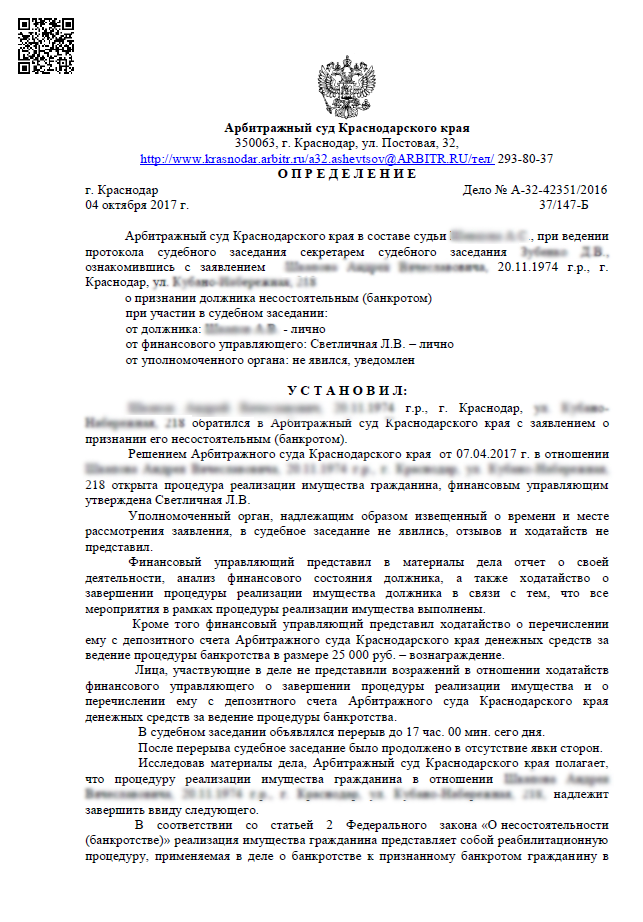 Арбитражный суд Краснодарского края
350063, г. Краснодар, ул. Постовая, 32,
http://www.krasnodar.arbitr.ru/a32.ashevtsov@ARBITR.RU/тел/ 293-80-37
О П Р Е Д Е Л Е Н И Е
г. Краснодар Дело № А-32-42351/2016
04 октября 2017 г. 37/147-Б
Арбитражный суд Краснодарского края в составе судьи , при ведении
протокола судебного заседания секретарем судебного заседания
ознакомившись с заявлением 20.11.1974 г.р., г.
Краснодар, ул.
о признании должника несостоятельным (банкротом)
при участии в судебном заседании:
от должника: - лично
от финансового управляющего: Светличная Л.В. – лично
от уполномоченного органа: не явился, уведомлен
У С Т А Н О В И Л:
г.р., г. Краснодар,
обратился в Арбитражный суд Краснодарского края с заявлением о
признании его несостоятельным (банкротом).
Решением Арбитражного суда Краснодарского края от 07.04.2017 г. в отношении
218 открыта процедура реализации имущества гражданина, финансовым управляющим
утверждена Светличная Л.В.
Уполномоченный орган, надлежащим образом извещенный о времени и месте
рассмотрения заявления, в судебное заседание не явились, отзывов и ходатайств не
представил.
Финансовый управляющий представил в материалы дела отчет о своей
деятельности, анализ финансового состояния должника, а также ходатайство о
завершении процедуры реализации имущества должника в связи с тем, что все
мероприятия в рамках процедуры реализации имущества выполнены.
Кроме того финансовый управляющий представил ходатайство о перечислении
ему с депозитного счета Арбитражного суда Краснодарского края денежных средств за
ведение процедуры банкротства в размере 25 000 руб. – вознаграждение.
Лица, участвующие в деле не представили возражений в отношении ходатайств
финансового управляющего о завершении процедуры реализации имущества и о
перечислении ему с депозитного счета Арбитражного суда Краснодарского края
денежных средств за ведение процедуры банкротства.
В судебном заседании объявлялся перерыв до 17 час. 00 мин. сего дня.
После перерыва судебное заседание было продолжено в отсутствие явки сторон.
Исследовав материалы дела, Арбитражный суд Краснодарского края полагает,
что процедуру реализации имущества гражданина в отношении
надлежит
завершить ввиду следующего.
В соответствии со статьей 2 Федерального закона «О несостоятельности
(банкротстве)» реализация имущества гражданина представляет собой реабилитационную
процедуру, применяемая в деле о банкротстве к признанному банкротом гражданину в